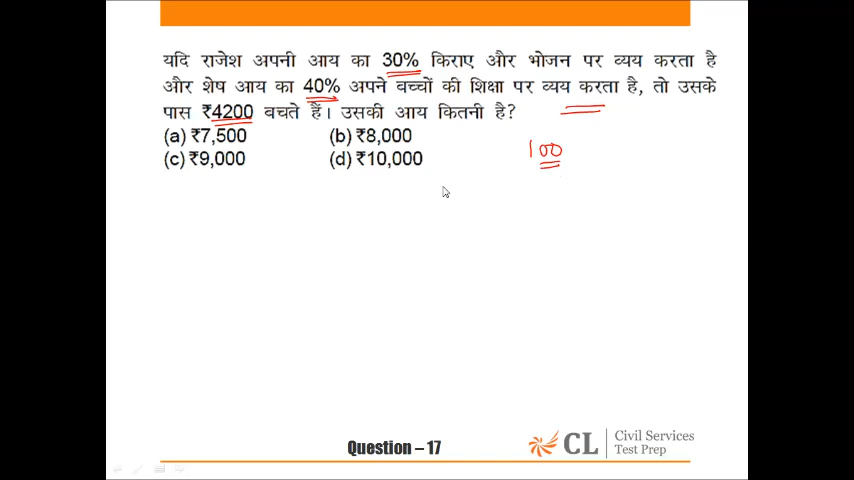 यदि राजेश अपनी आय का 30% किराए और भोजन पर व्यय करता है
और शेष आय का 40% अपने बच्चों की शिक्षा पर व्यय करता है, तो उसके
पास ₹4200 बचते हैं। उसकी आय कितनी है?
(a) ₹7,500 (b) ₹8,000
(c) ₹9,000 (d) ₹10,000
100
Question – 17
CL Civil Services
Test Prep